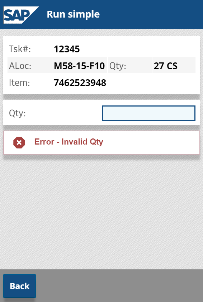 SAP Run simple
Tsk#: 12345
ALoc: M58-15-F10 Qty: 27 CS
Item: 7462523948
Qty:
Error - Invalid Qty
Back